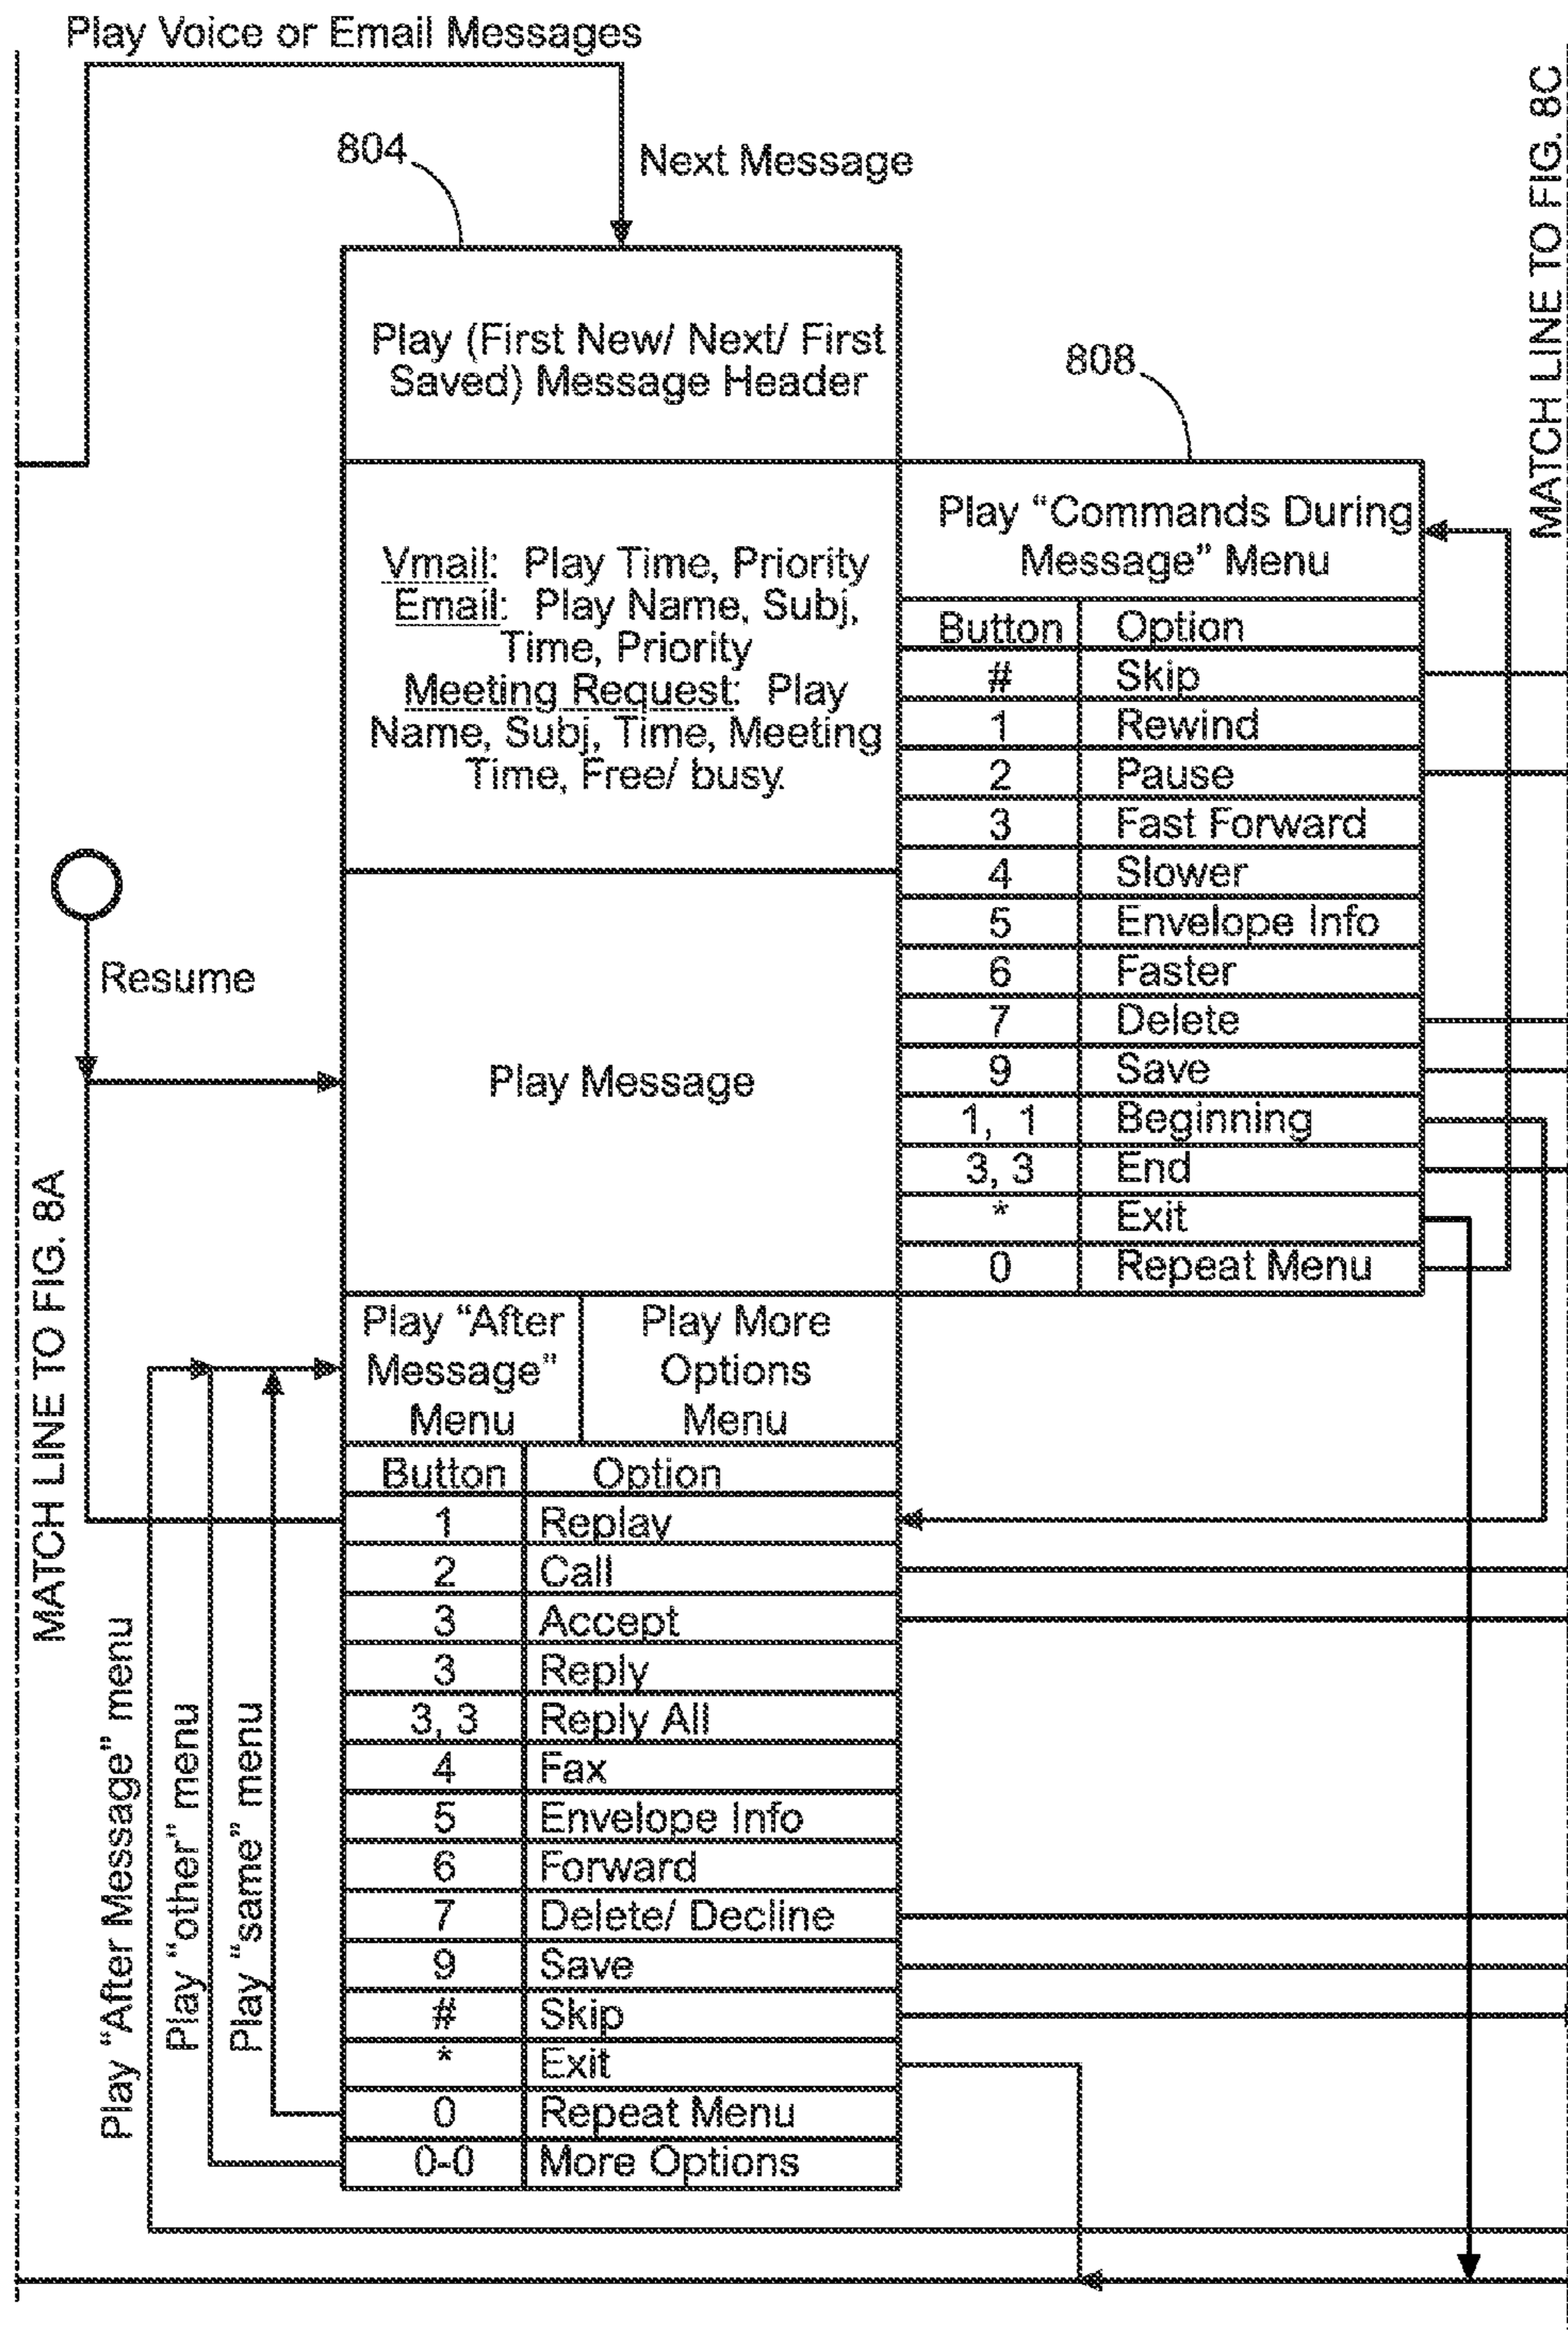 Play Voice or Email Messages
804
Next Message
MATCH LINE TO FIG. 8C
Play (First New/ Next/ First
Saved) Message Header
808
Vmail: Play Time, Priority
Email: Play Name, Subj,
Time, Priority
Meeting Request: Play
Name, Subj, Time, Meeting
Time, Free/ busy.
Play “Commands During
Message” Menu
Button Option
# Skip
1 Rewind
2 Pause
3 Fast Forward
4 Slower
5 Envelope Info
6 Faster
7 Delete
9 Save
1, 1 Beginning
3, 3 End
* Exit
0 Repeat Menu
Resume
Play Message
MATCH LINE TO FIG. 8A
Play “After
Message”
Menu
Play More
Options
Menu
Button Option
1 Replay
2 Call
3 Accept
3 Reply
3, 3 Reply All
4 Fax
5 Envelope Info
6 Forward
7 Delete/ Decline
9 Save
# Skip
* Exit
0 Repeat Menu
0-0 More Options
Play “After Message” menu
Play “other” menu
Play “same” menu